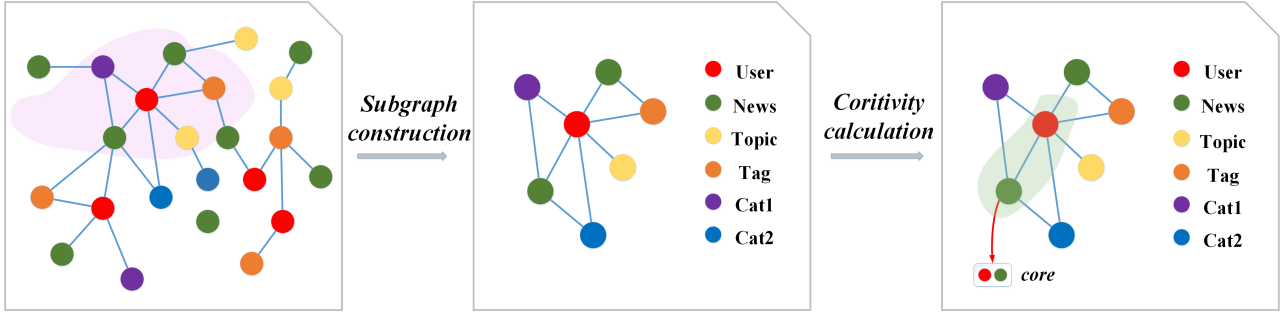 Subgraph
construction
User
News
Topic
Tag
Cat1
Cat2
Coritivity
calculation
User
News
Topic
Tag
Cat1
Cat2
core